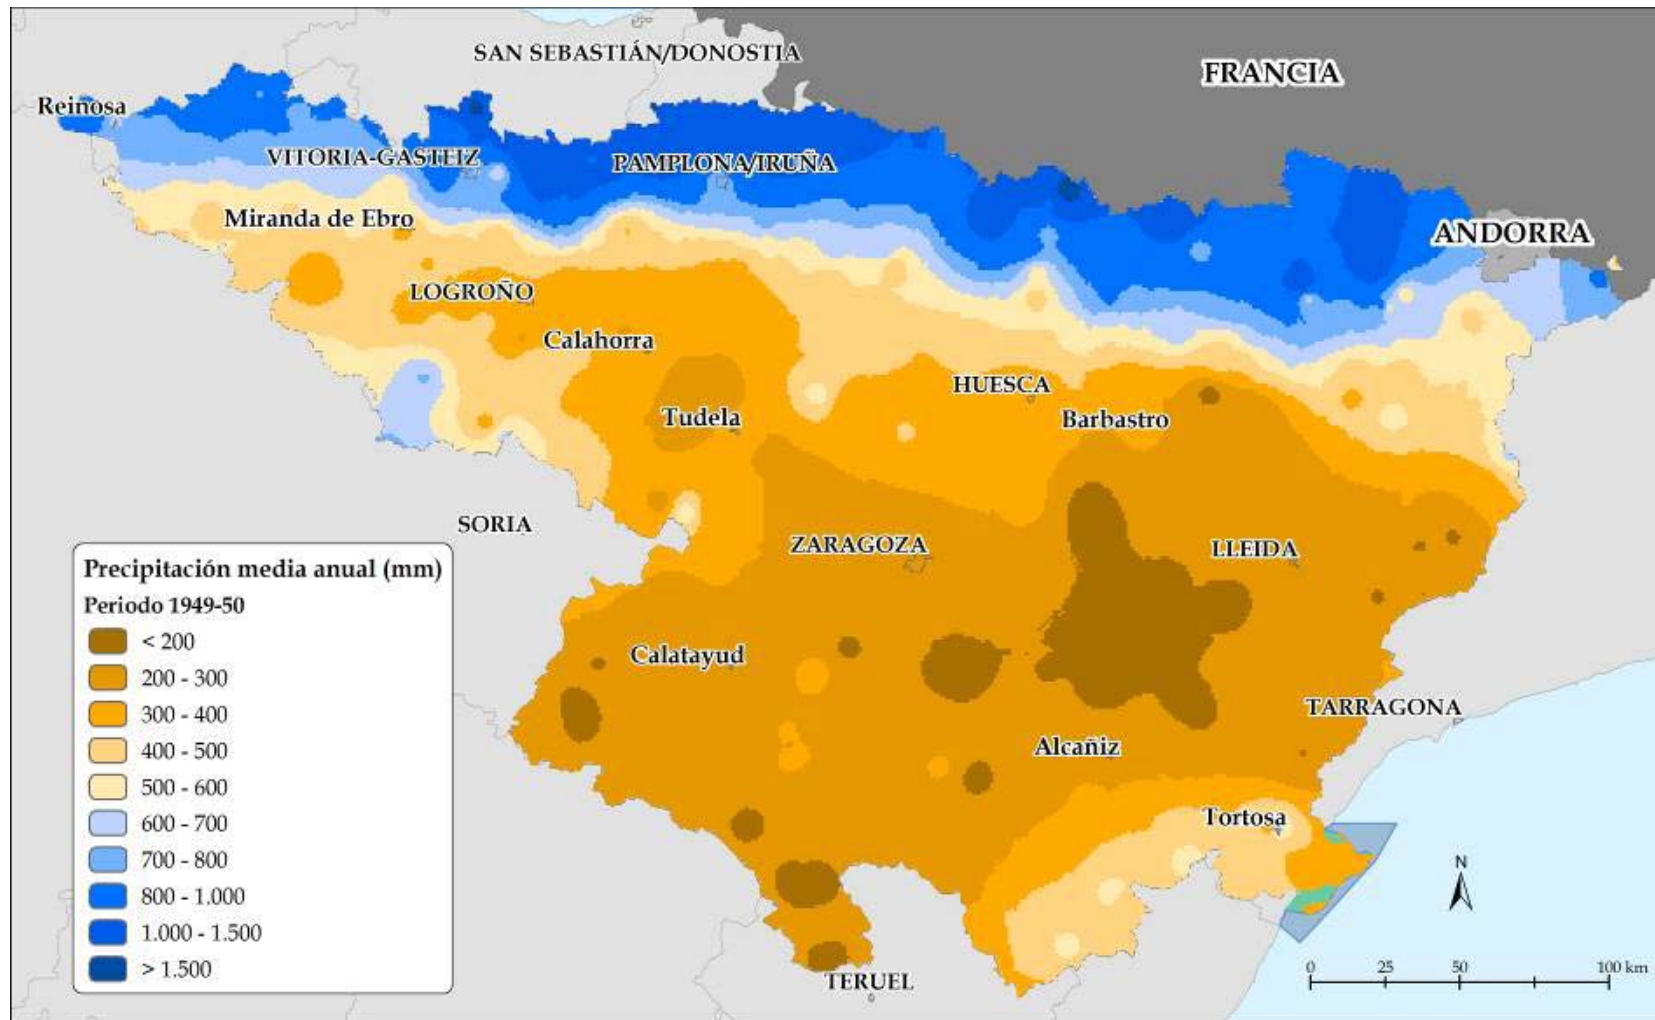 SAN SEBASTIÁN/DONOSTIA
FRANCIA
Reinosa
VITORIA-GASTEIZ
PAMPLONA/IRUÑA
Miranda de Ebro
ANDORRA
LOGROÑO
Calahorra
HUESCA
Tudela
Barbastro
SORIA
ZARAGOZA
LLEIDA
Calatayud
TARRAGONA
Alcañiz
Tortosa
TERUEL
Precipitación media anual (mm)
Periodo 1949-50
< 200
200 - 300
300 - 400
400 - 500
500 - 600
600 - 700
700 - 800
800 - 1.000
1.000 - 1.500
> 1.500
N
0 25 50 100 km